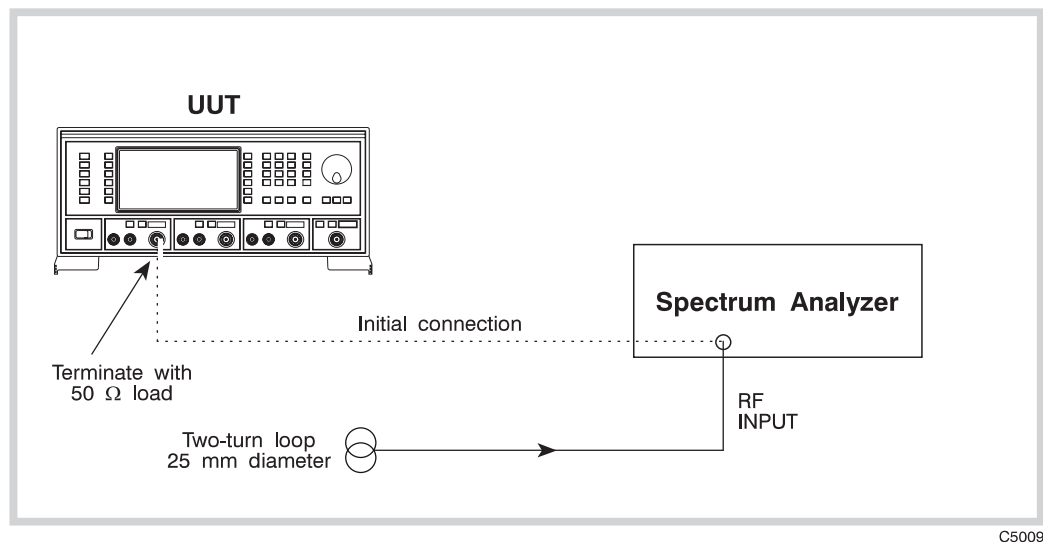 UUT
Spectrum Analyzer
Initial connection
Terminate with
50 Ω load
RF
INPUT
Two-turn loop
25 mm diameter
C5009